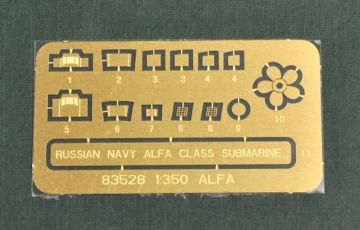 1 2 3 3 4 4
5 6 7 8 8 9 10
RUSSIAN NAVY ALFA CLASS SUBMARINE 11
83528 1:350 ALFA